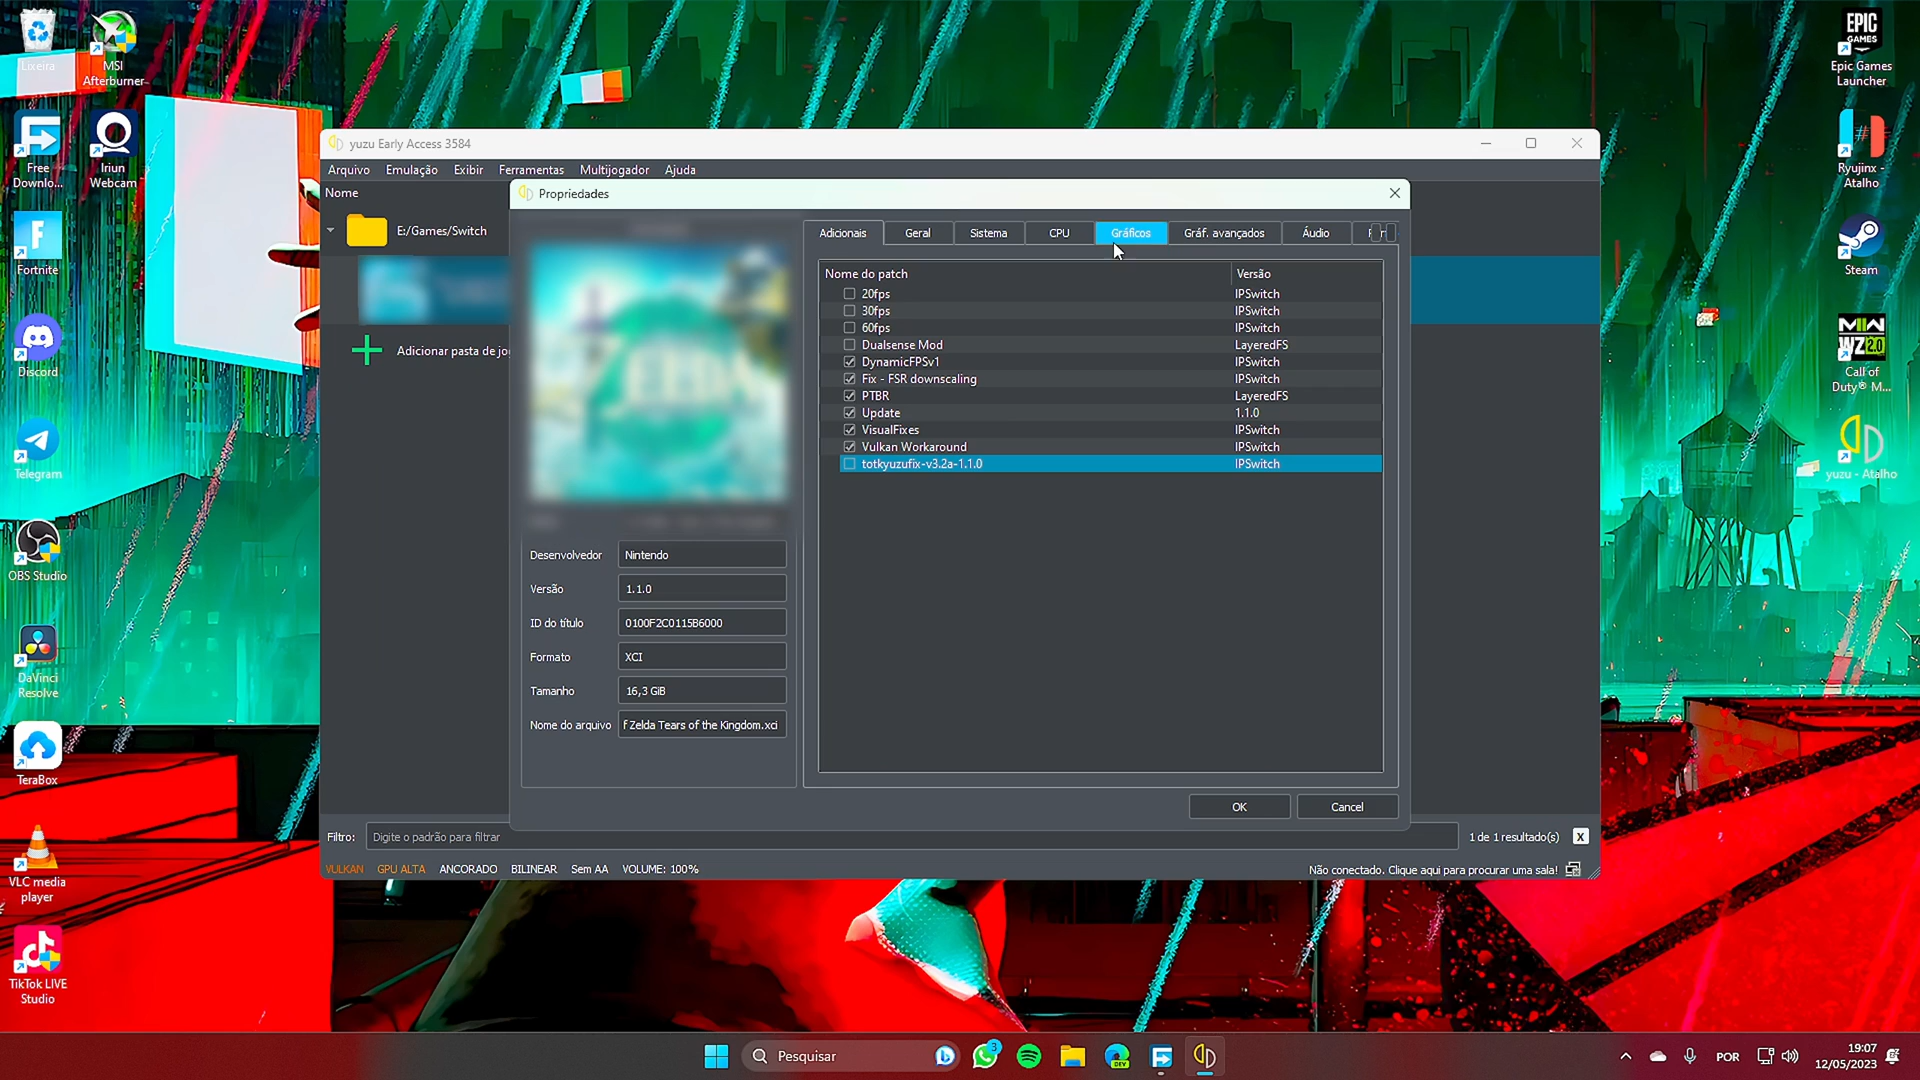 Lixeira
MSI
Afterburner
Free
Downlo...
Iriun
Webcam
Fortnite
Discord
Telegram
OBS Studio
DaVinci
Resolve
TeraBox
VLC media
player
TikTok LIVE
Studio
EPIC
GAMES
Epic Games
Launcher
Ryujinx -
Atalho
Steam
MW
WZ 2.0
Call of
Duty® M...
yuzu - Atalho
yuzu Early Access 3584
Arquivo Emulação Exibir Ferramentas Multijogador Ajuda
Nome
E:/Games/Switch
Adicionar pasta de jo
Propriedades
Adicionais Geral Sistema CPU Gráficos Gráf. avançados Áudio
Nome do patch Versão
20fps IPSwitch
30fps IPSwitch
60fps IPSwitch
Dualsense Mod LayeredFS
DynamicFPSv1 IPSwitch
Fix - FSR downscaling IPSwitch
PTBR LayeredFS
Update 1.1.0
VisualFixes IPSwitch
Vulkan Workaround IPSwitch
totkyuzufix-v3.2a-1.1.0 IPSwitch
Desenvolvedor Nintendo
Versão 1.1.0
ID do título 0100F2C0115B6000
Formato XCI
Tamanho 16,3 GiB
Nome do arquivo f Zelda Tears of the Kingdom.xci
OK Cancel
Filtro: Digite o padrão para filtrar 1 de 1 resultado(s) X
VULKAN GPU ALTA ANCORADO BILINEAR Sem AA VOLUME: 100% Não conectado. Clique aqui para procurar uma sala!
Pesquisar
3
DEV
POR
19:07
12/05/2023